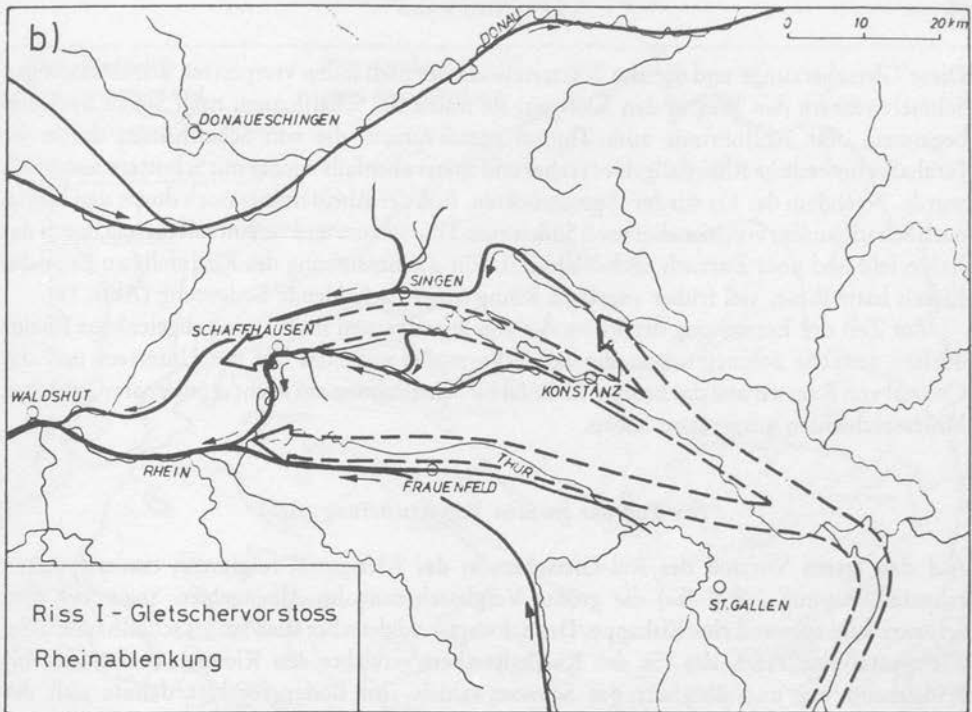 b)
DONAU
0 10 20 km
DONAUESCHINGEN
SINGEN
SCHAFFHAUSEN
KONSTANZ
WALDSHUT
RHEIN
THUR
FRAUENFELD
ST.GALLEN
Riss I-Gletschervorstoss
Rheinablenkung